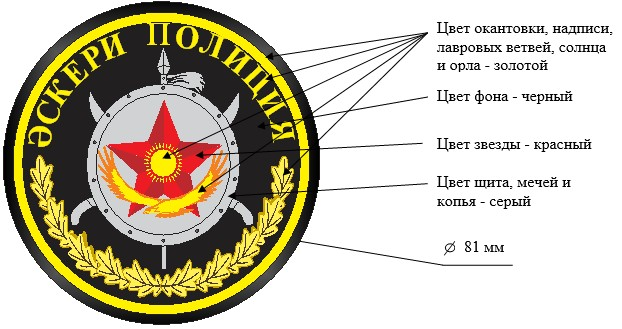 ӘСКЕРИ ПОЛИЦИЯ
Цвет окантовки, надписи,
лавровых ветвей, солнца
и орла - золотой
Цвет фона - черный
Цвет звезды - красный
Цвет щита, мечей и
копья - серый
⌀ 81 мм